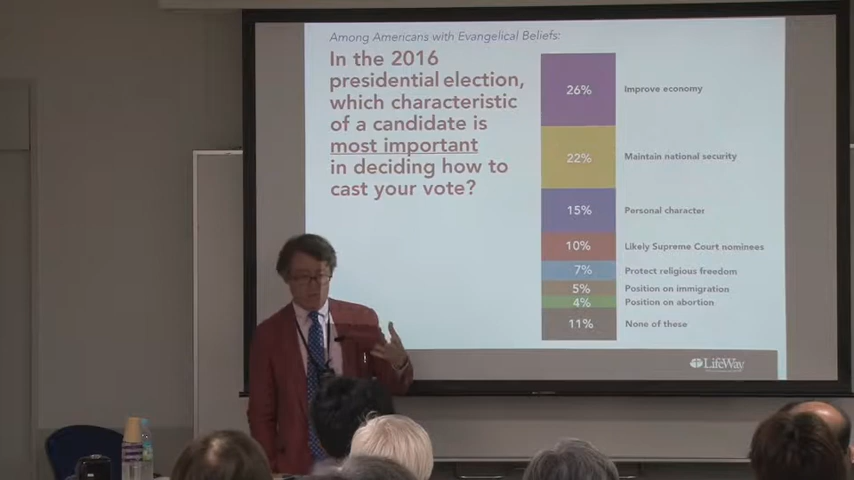 Among Americans with Evangelical Beliefs:
In the 2016
presidential election,
which characteristic
of a candidate is
most important
in deciding how to
cast your vote?
26% Improve economy
22% Maintain national security
15% Personal character
10% Likely Supreme Court nominees
7% Protect religious freedom
5% Position on immigration
4% Position on abortion
11% None of these
LifeWay